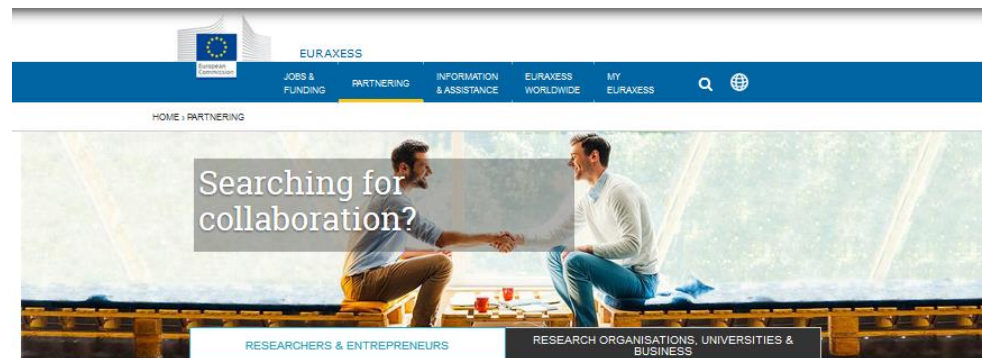 EURAXESS
European
Commission
JOBS &
FUNDING
PARTNERING
INFORMATION
& ASSISTANCE
EURAXESS
WORLDWIDE
MY
EURAXESS
HOME › PARTNERING
Searching for
collaboration?
RESEARCHERS & ENTREPRENEURS
RESEARCH ORGANISATIONS, UNIVERSITIES &
BUSINESS